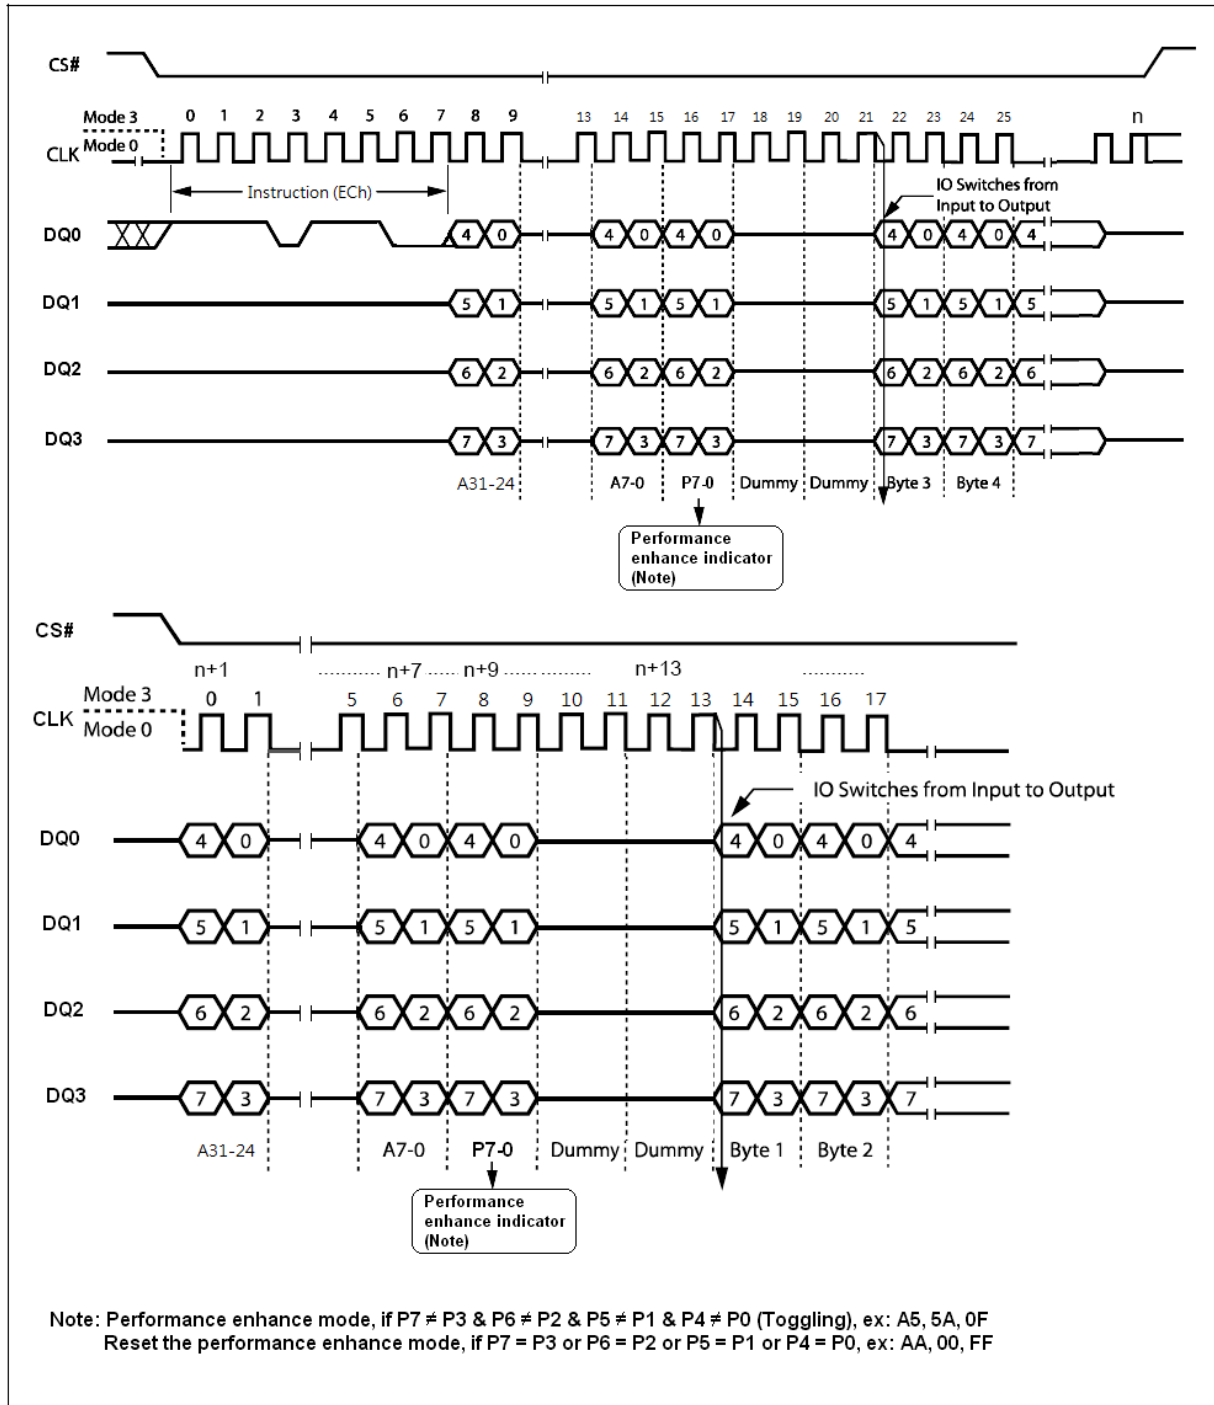 CS#
Mode 3
0 1 2 3 4 5 6 7 8 9 13 14 15 16 17 18 19 20 21 22 23 24 25 n
Mode 0
CLK
Instruction (ECh)
IO Switches from
Input to Output
DQ0 4 0 4 0 4 0 4 0 4 0 4
DQ1 5 1 5 1 5 1 5 1 5 1 5
DQ2 6 2 6 2 6 2 6 2 6 2 6
DQ3 7 3 7 3 7 3 7 3 7 3 7
A31-24 A7-0 P7-0 Dummy Dummy Byte 3 Byte 4
Performance
enhance indicator
(Note)
CS#
n+1 n+7 n+9 n+13
Mode 3
0 1 5 6 7 8 9 10 11 12 13 14 15 16 17
CLK
Mode 0
IO Switches from Input to Output
DQ0 4 0 4 0 4 0 4 0 4 0 4
DQ1 5 1 5 1 5 1 5 1 5 1 5
DQ2 6 2 6 2 6 2 6 2 6 2 6
DQ3 7 3 7 3 7 3 7 3 7 3 7
A31-24 A7-0 P7-0 Dummy Dummy Byte 1 Byte 2
Performance
enhance indicator
(Note)
Note: Performance enhance mode, if P7 ≠ P3 & P6 ≠ P2 & P5 ≠ P1 & P4 ≠ P0 (Toggling), ex: A5, 5A, 0F
Reset the performance enhance mode, if P7 = P3 or P6 = P2 or P5 = P1 or P4 = P0, ex: AA, 00, FF